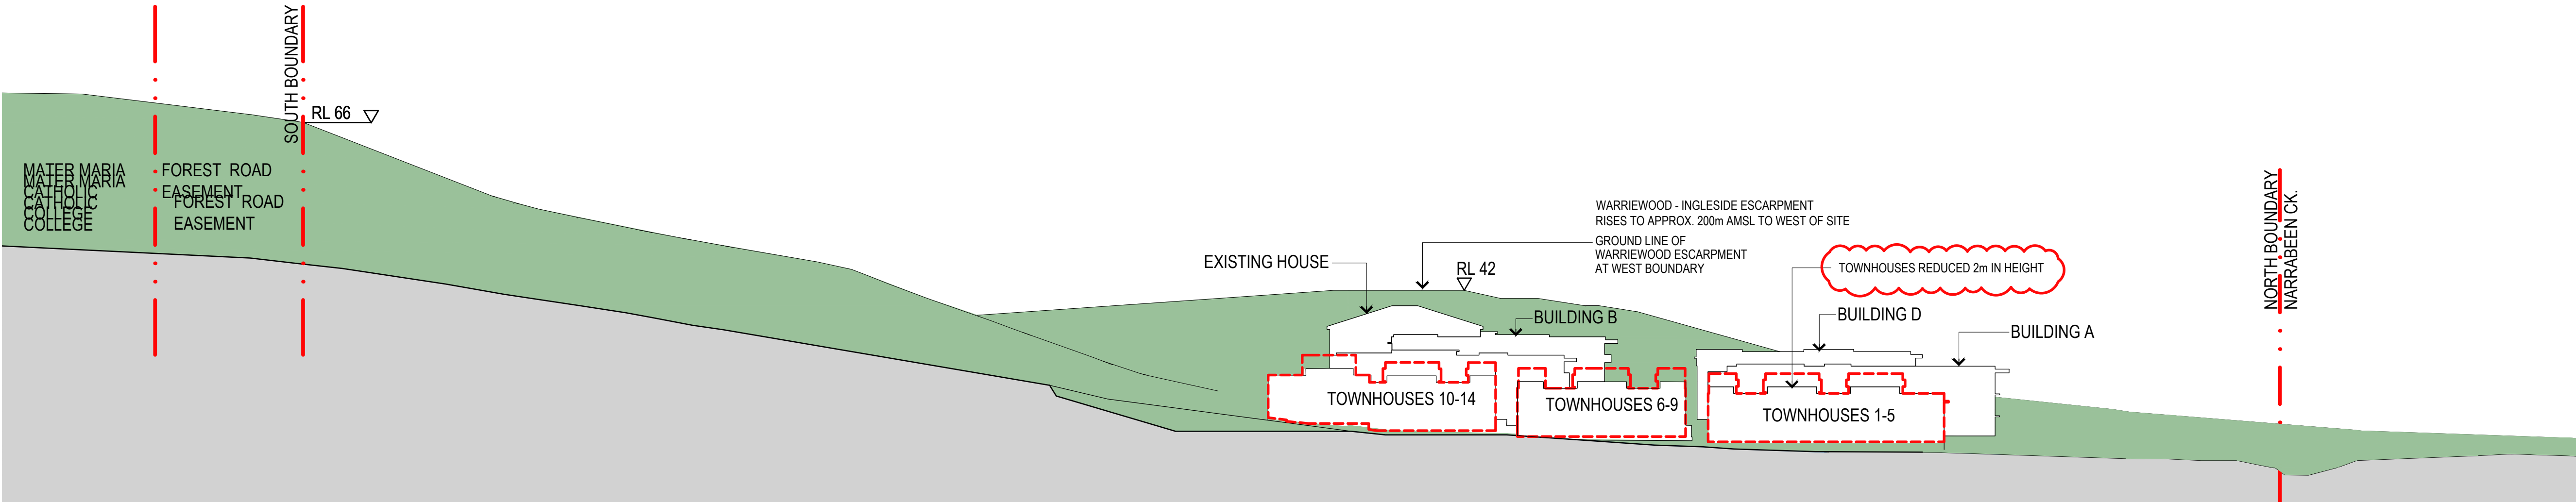 SOUTH BOUNDARY
RL 66
MATER MARIA
CATHOLIC
COLLEGE
MATER MARIA
CATHOLIC
COLLEGE
FOREST ROAD
EASEMENT
FOREST ROAD
EASEMENT
WARRIEWOOD - INGLESIDE ESCARPMENT
RISES TO APPROX. 200m AMSL TO WEST OF SITE
GROUND LINE OF
WARRIEWOOD ESCARPMENT
AT WEST BOUNDARY
EXISTING HOUSE
RL 42
TOWNHOUSES REDUCED 2m IN HEIGHT
BUILDING B
BUILDING D
BUILDING A
TOWNHOUSES 10-14
TOWNHOUSES 6-9
TOWNHOUSES 1-5
NORTH BOUNDARY
NARRABEEN CK.